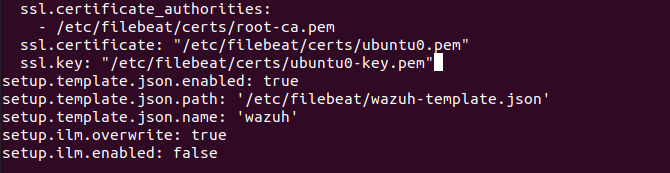 ssl.certificate_authorities:
- /etc/filebeat/certs/root-ca.pem
ssl.certificate: "/etc/filebeat/certs/ubuntu0.pem"
ssl.key: "/etc/filebeat/certs/ubuntu0-key.pem"
setup.template.json.enabled: true
setup.template.json.path: '/etc/filebeat/wazuh-template.json'
setup.template.json.name: 'wazuh'
setup.ilm.overwrite: true
setup.ilm.enabled: false